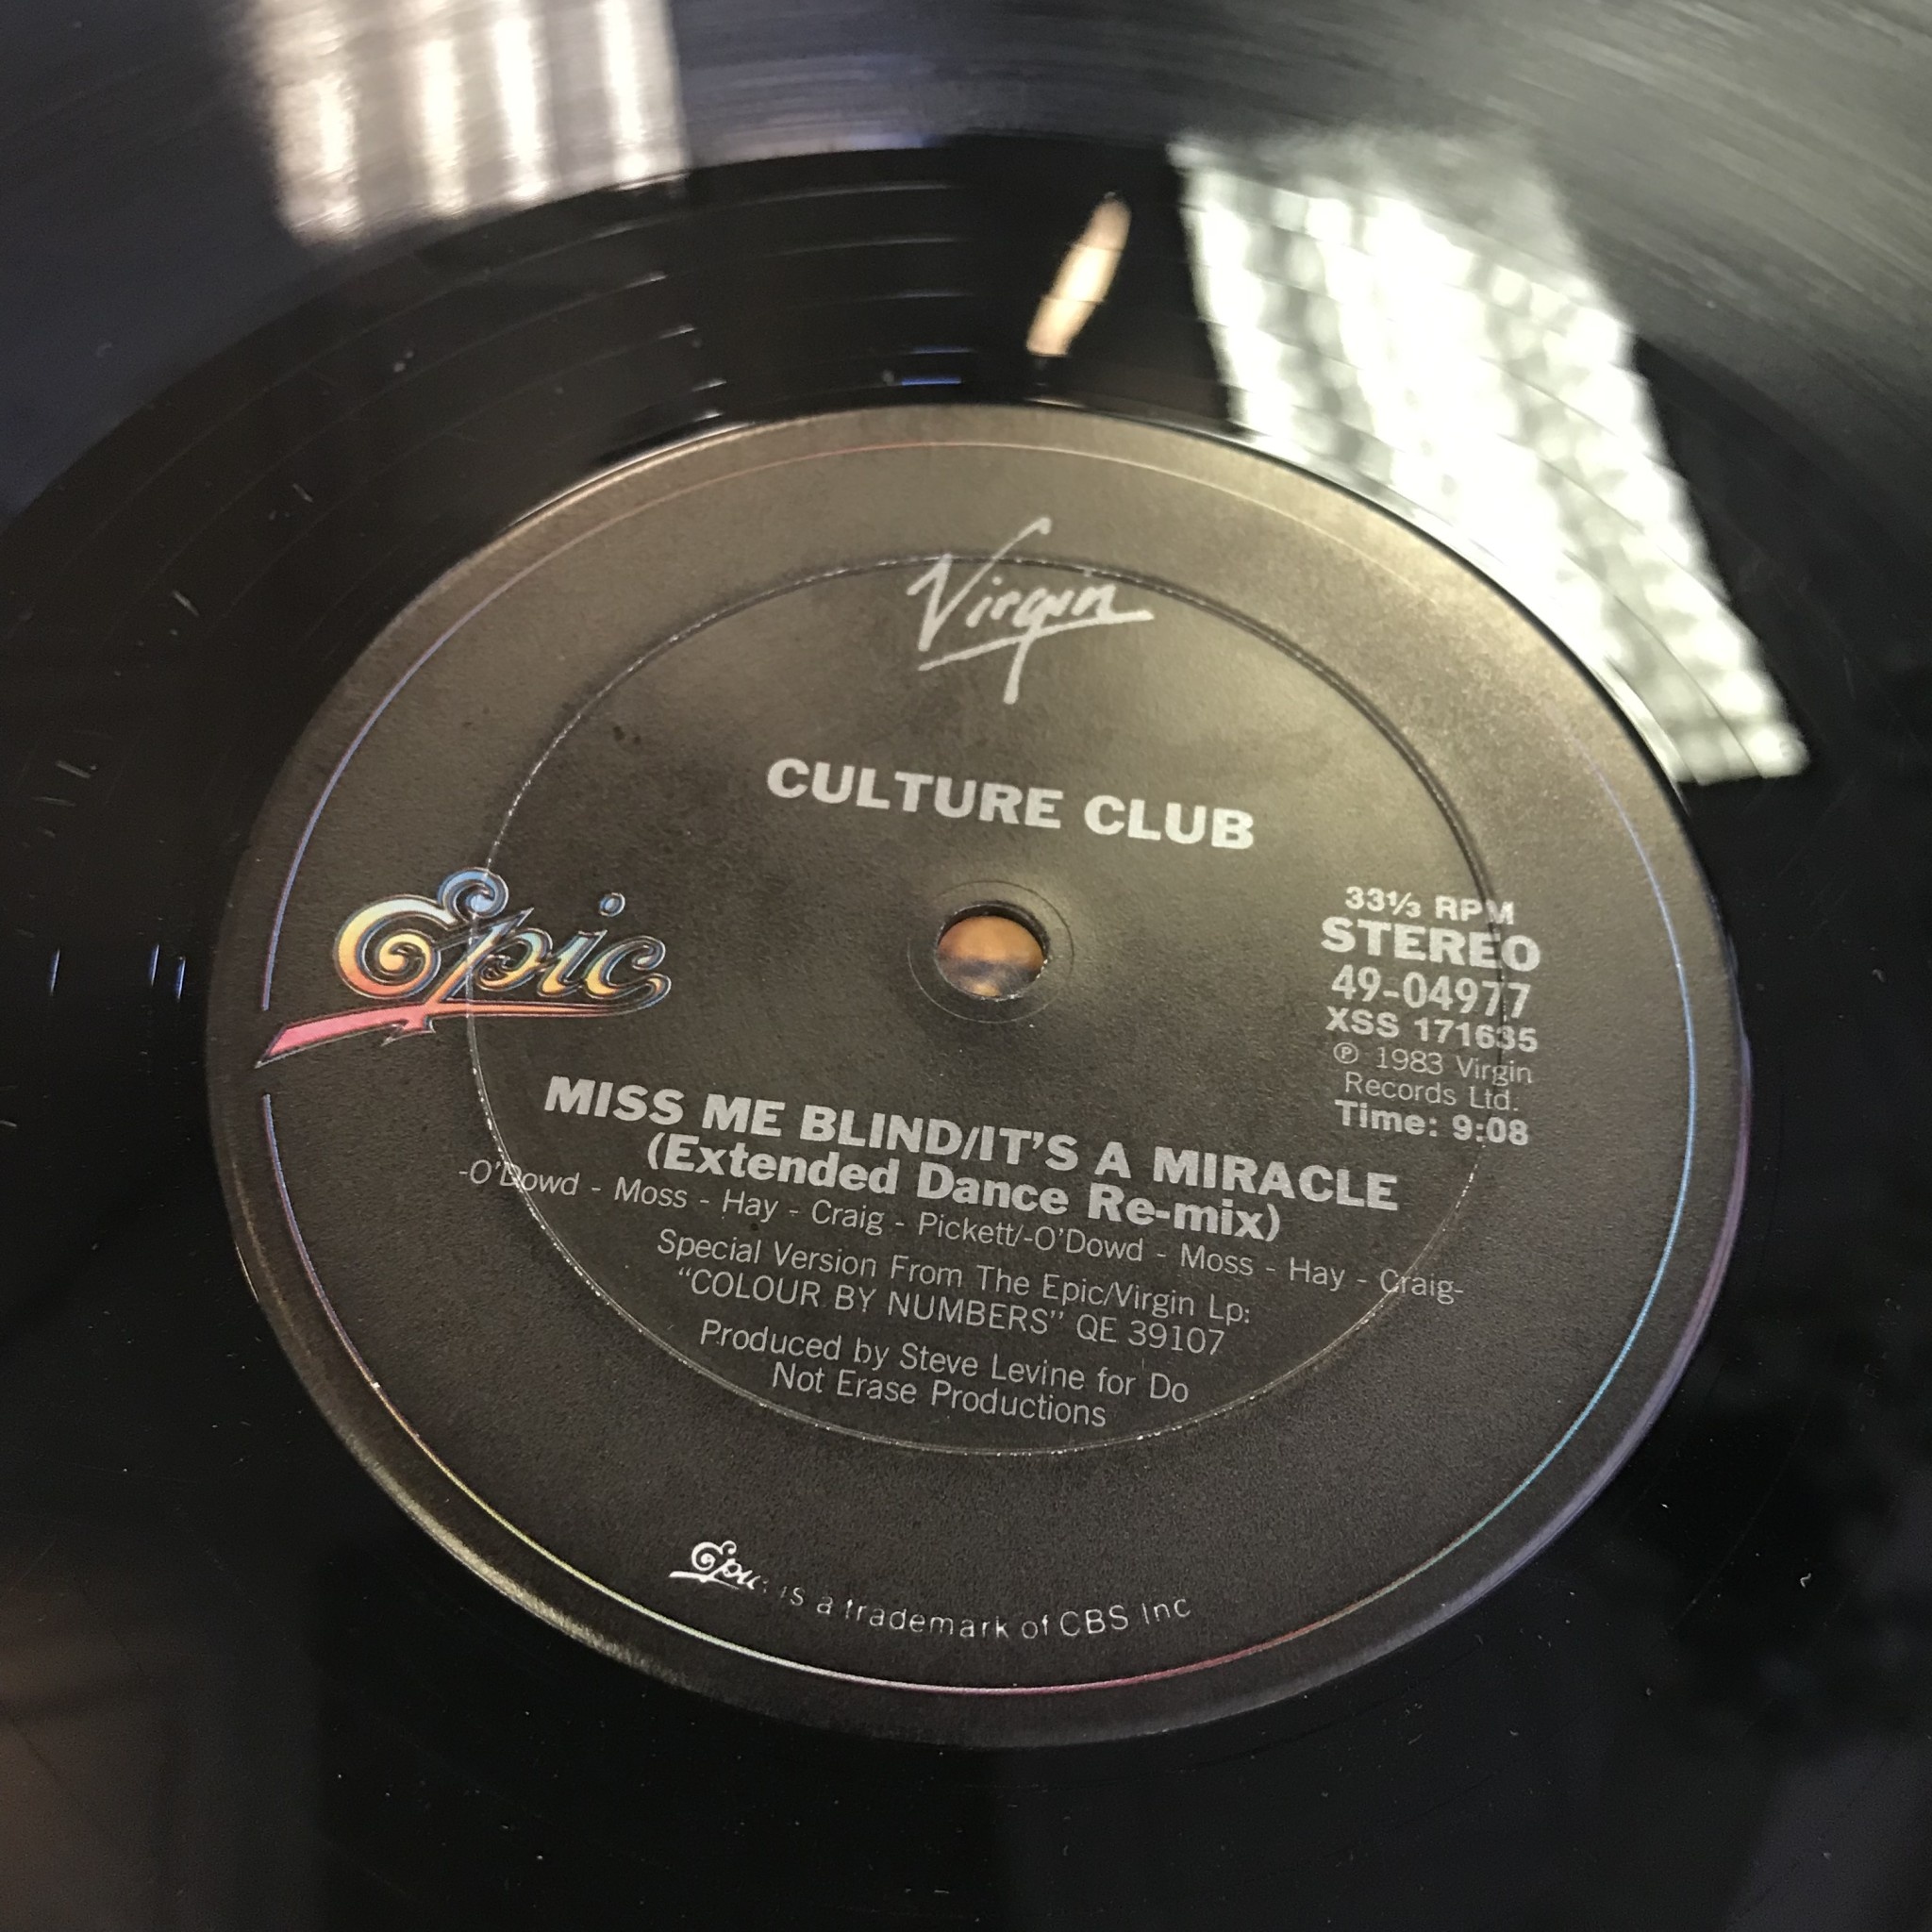 Virgin
CULTURE CLUB
Epic
33⅓ RPM
STEREO
49-04977
XSS 171635
℗ 1983 Virgin
Records Ltd.
Time: 9:08
MISS ME BLIND/IT'S A MIRACLE
(Extended Dance Re-mix)
-O'Dowd - Moss - Hay - Craig - Pickett/-O'Dowd - Moss - Hay - Craig-
Special Version From The Epic/Virgin Lp:
"COLOUR BY NUMBERS" QE 39107
Produced by Steve Levine for Do
Not Erase Productions
Epic is a trademark of CBS Inc